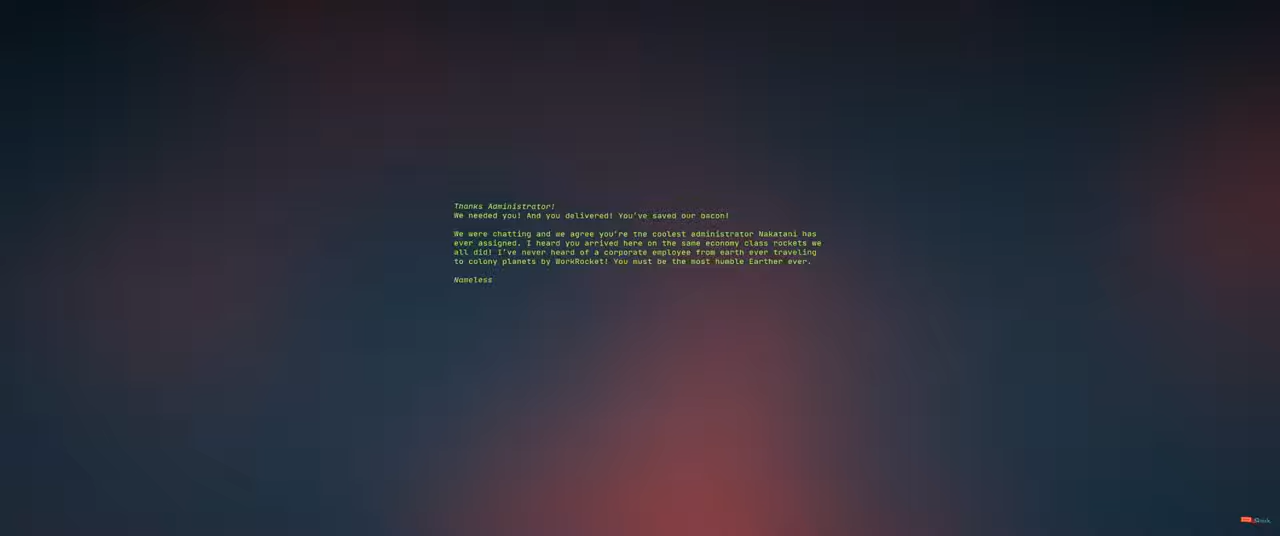 Thanks Administrator!
We needed you! And you delivered! You've saved our bacon!
We were chatting and we agree you're the coolest administrator Nakatani has
ever assigned. I heard you arrived here on the same economy class rockets we
all did! I've never heard of a corporate employee from earth ever traveling
to colony planets by WorkRocket! You must be the most humble Earther ever.
Nameless